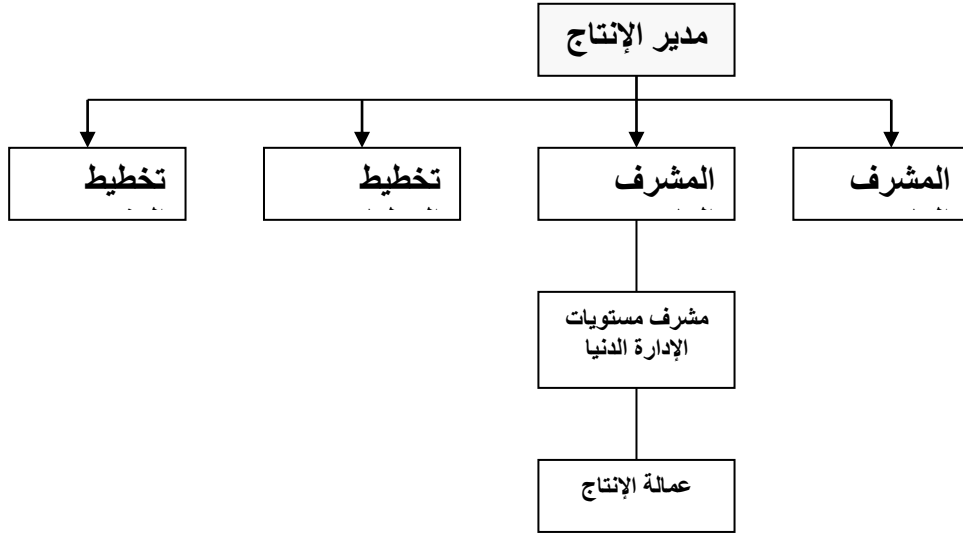 مدير الإنتاج
المشرف
المشرف
تخطيط
تخطيط
مشرف مستويات
الإدارة الدنيا
عمالة الإنتاج